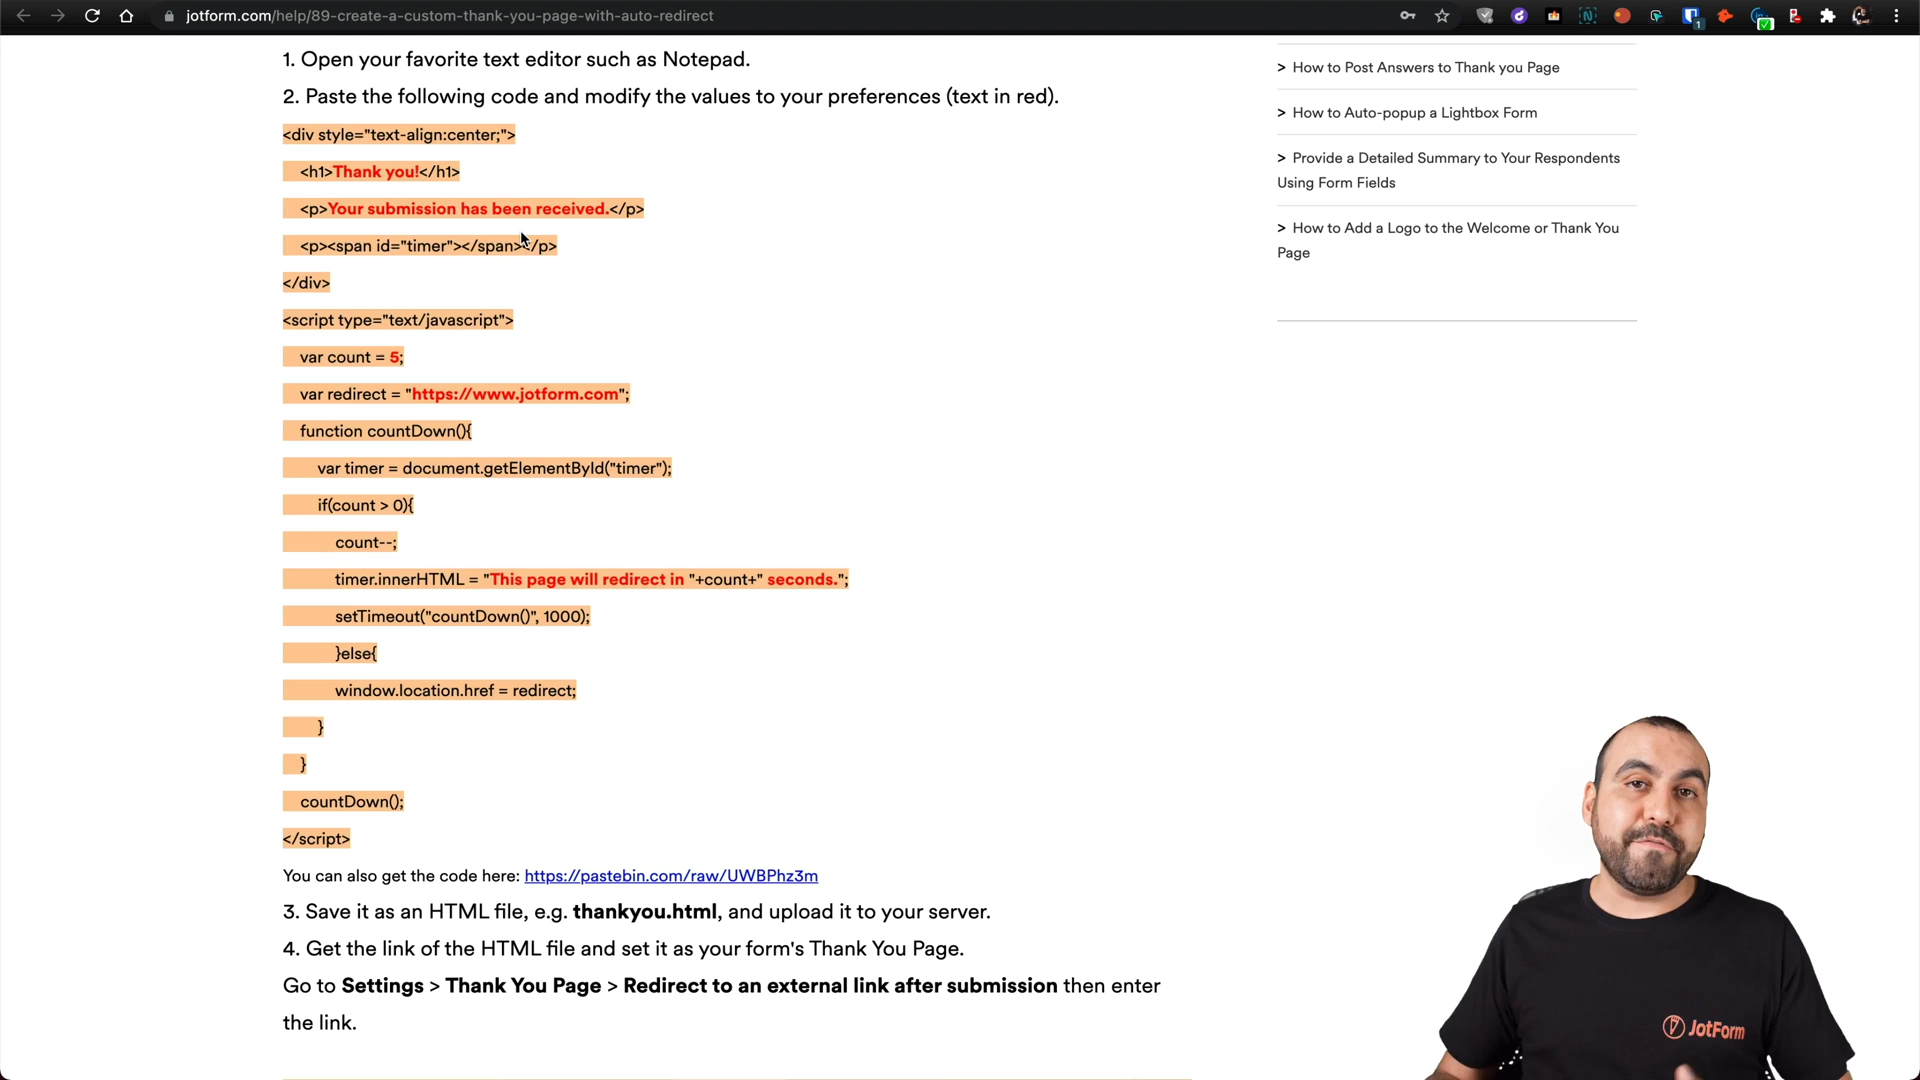 jotform.com/help/89-create-a-custom-thank-you-page-with-auto-redirect
1. Open your favorite text editor such as Notepad.
2. Paste the following code and modify the values to your preferences (text in red).
<div style="text-align:center;">
<h1>Thank you!</h1>
<p>Your submission has been received.</p>
<p><span id="timer"></span></p>
</div>
<script type="text/javascript">
var count = 5;
var redirect = "https://www.jotform.com";
function countDown(){
var timer = document.getElementById("timer");
if(count > 0){
count--;
timer.innerHTML = "This page will redirect in "+count+" seconds.";
setTimeout("countDown()", 1000);
}else{
window.location.href = redirect;
}
}
countDown();
</script>
You can also get the code here: https://pastebin.com/raw/UWBPhz3m
3. Save it as an HTML file, e.g. thankyou.html, and upload it to your server.
4. Get the link of the HTML file and set it as your form's Thank You Page.
Go to Settings > Thank You Page > Redirect to an external link after submission then enter
the link.
> How to Post Answers to Thank you Page
> How to Auto-popup a Lightbox Form
> Provide a Detailed Summary to Your Respondents
Using Form Fields
> How to Add a Logo to the Welcome or Thank You
Page
JotForm